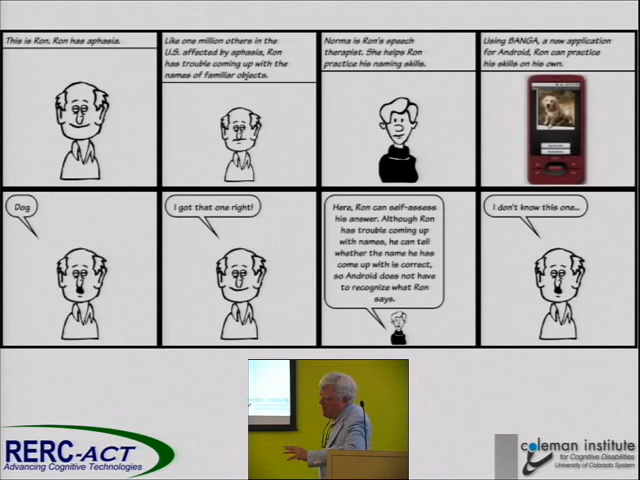 This is Ron. Ron has aphasia.
Like one million others in the
U.S. affected by aphasia, Ron
has trouble coming up with the
names of familiar objects.
Norma is Ron's speech
therapist. She helps Ron
practice his naming skills.
Using BANGA, a new application
for Android, Ron can practice
his skills on his own.
Dog
I got that one right!
Here, Ron can self-assess
his answer. Although Ron
has trouble coming up
with names, he can tell
whether the name he has
come up with is correct,
so Android does not have
to recognize what Ron
says.
I don't know this one...
RERC-ACT
Advancing Cognitive Technologies
coleman institute
for Cognitive Disabilities
University of Colorado System